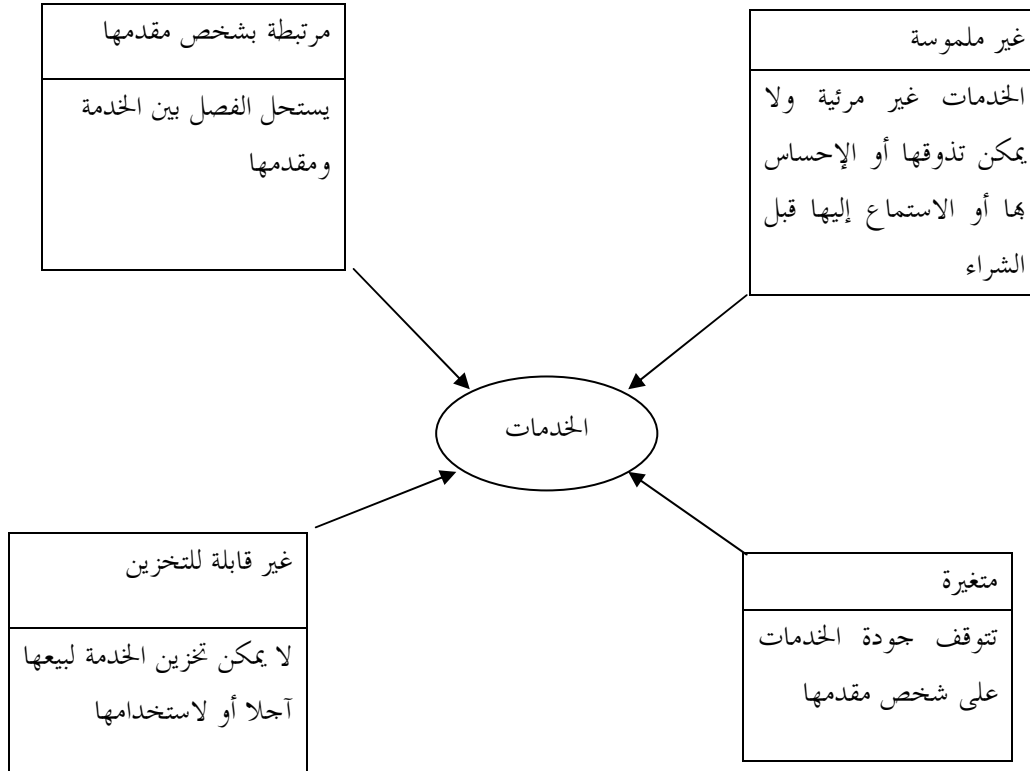 غير ملموسة
الخدمات غير مرئية ولا
يمكن تذوقها أو الإحساس
بها أو الاستماع إليها قبل
الشراء
مرتبطة بشخص مقدمها
يستحل الفصل بين الخدمة
ومقدمها
الخدمات
متغيرة
تتوقف جودة الخدمات
على شخص مقدمها
غير قابلة للتخزين
لا يمكن تخزين الخدمة لبيعها
آجلا أو لاستخدامها